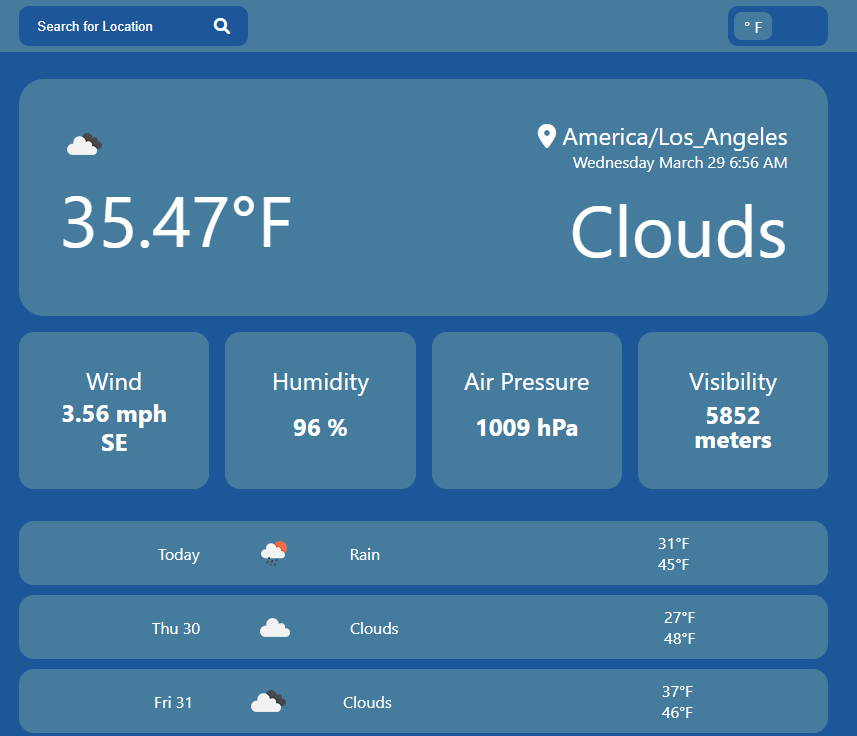 Search for Location
° F
America/Los_Angeles
Wednesday March 29 6:56 AM
35.47°F
Clouds
Wind
3.56 mph
SE
Humidity
96 %
Air Pressure
1009 hPa
Visibility
5852
meters
Today
Rain
31°F
45°F
Thu 30
Clouds
27°F
48°F
Fri 31
Clouds
37°F
46°F